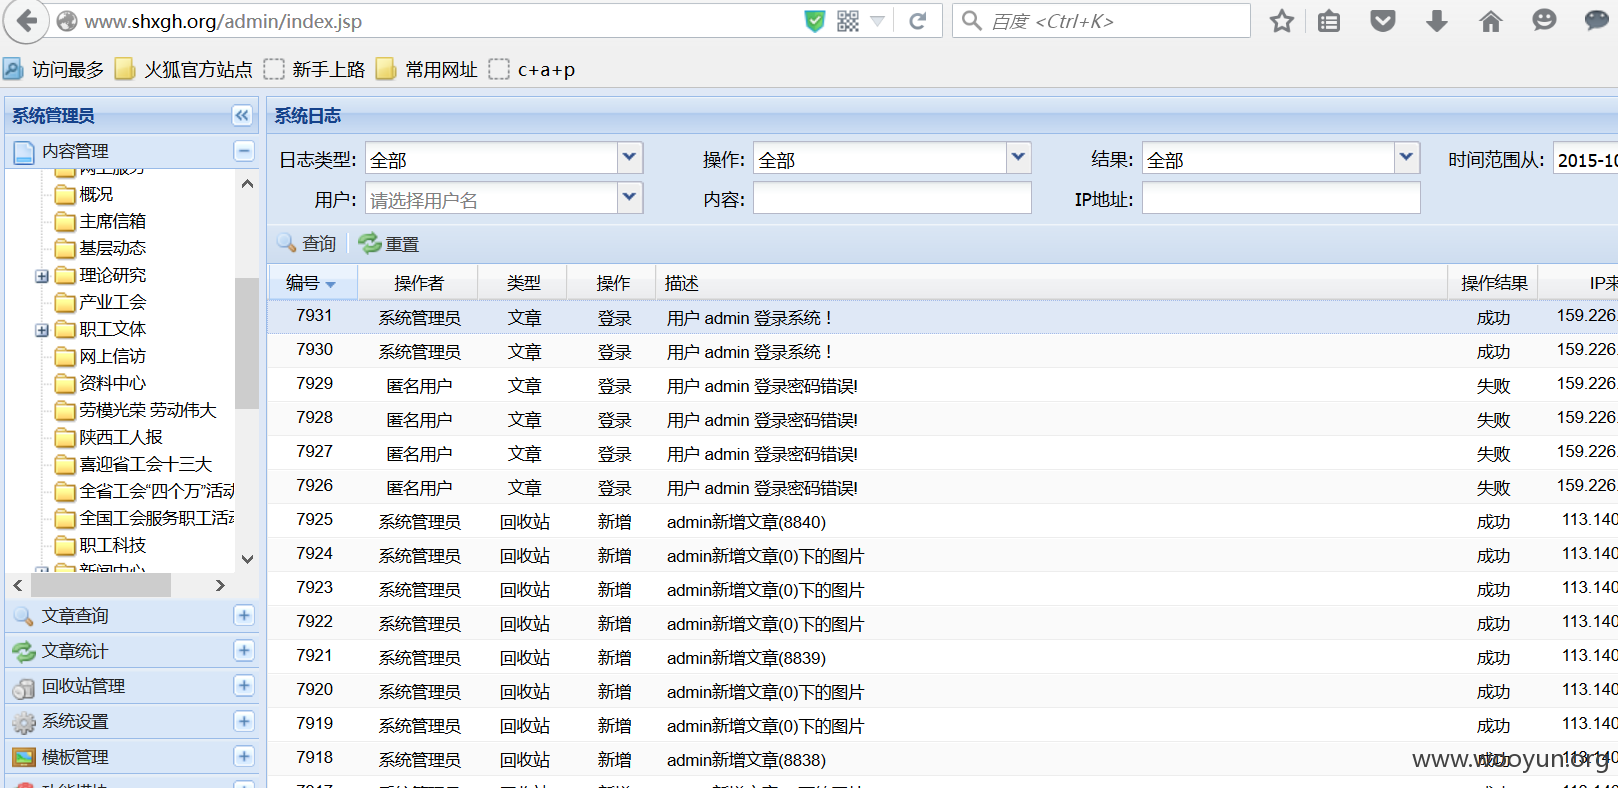 www.shxgh.org/admin/index.jsp 百度 <Ctrl+K>
访问最多 火狐官方站点 新手上路 常用网址 c+a+p
系统管理员 系统日志
内容管理
日志类型: 全部 操作: 全部 结果: 全部 时间范围从: 2015-10
用户: 请选择用户名 内容: IP地址:
查询 重置
网上服务
概况
主席信箱
基层动态
理论研究
产业工会
职工文体
网上信访
资料中心
劳模光荣 劳动伟大
陕西工人报
喜迎省工会十三大
全省工会“四个万”活动
全国工会服务职工活动
职工科技
新闻中心
文章查询
文章统计
回收站管理
系统设置
模板管理
编号 操作者 类型 操作 描述 操作结果 IP来
7931 系统管理员 文章 登录 用户 admin 登录系统！ 成功 159.226.
7930 系统管理员 文章 登录 用户 admin 登录系统！ 成功 159.226.
7929 匿名用户 文章 登录 用户 admin 登录密码错误! 失败 159.226.
7928 匿名用户 文章 登录 用户 admin 登录密码错误! 失败 159.226.
7927 匿名用户 文章 登录 用户 admin 登录密码错误! 失败 159.226.
7926 匿名用户 文章 登录 用户 admin 登录密码错误! 失败 159.226.
7925 系统管理员 回收站 新增 admin新增文章(8840) 成功 113.140
7924 系统管理员 回收站 新增 admin新增文章(0)下的图片 成功 113.140
7923 系统管理员 回收站 新增 admin新增文章(0)下的图片 成功 113.140
7922 系统管理员 回收站 新增 admin新增文章(0)下的图片 成功 113.140
7921 系统管理员 回收站 新增 admin新增文章(8839) 成功 113.140
7920 系统管理员 回收站 新增 admin新增文章(0)下的图片 成功 113.140
7919 系统管理员 回收站 新增 admin新增文章(0)下的图片 成功 113.140
7918 系统管理员 回收站 新增 admin新增文章(8838) 成功 113.140
www.wooyun.org